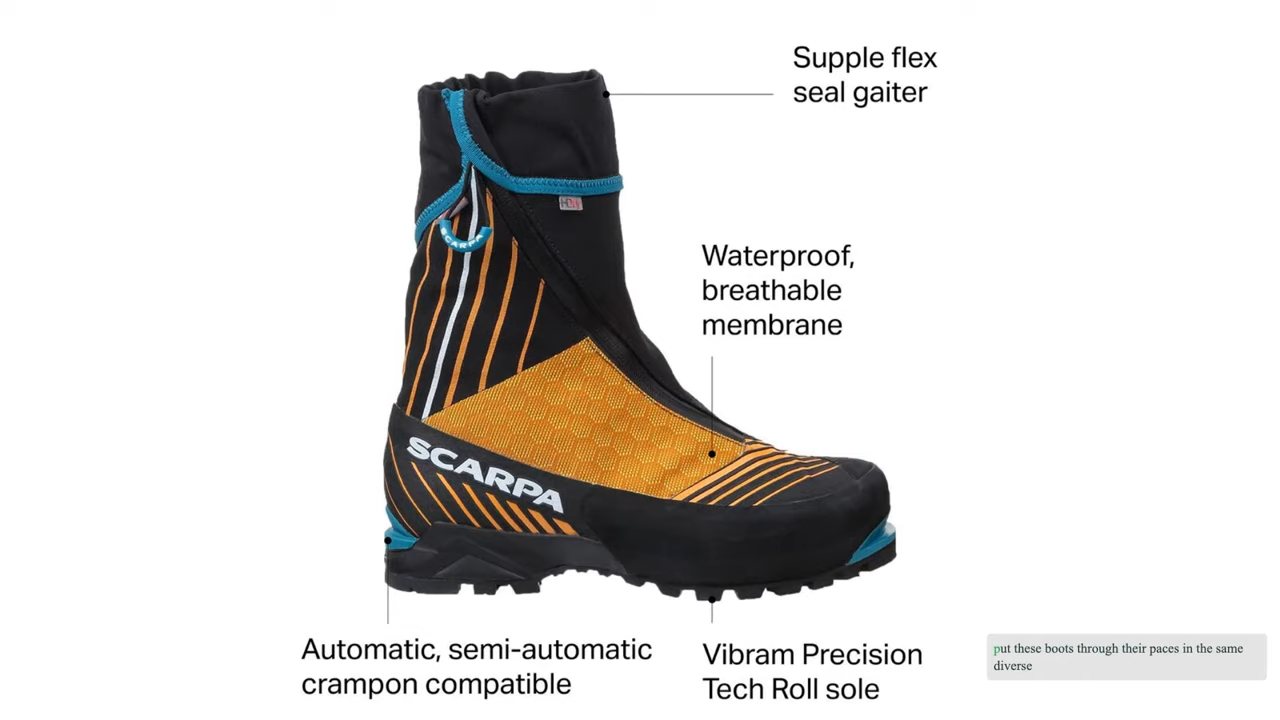 Supple flex
seal gaiter
SCARPA
Waterproof,
breathable
membrane
SCARPA
Automatic, semi-automatic
crampon compatible
Vibram Precision
Tech Roll sole
put these boots through their paces in the same
diverse